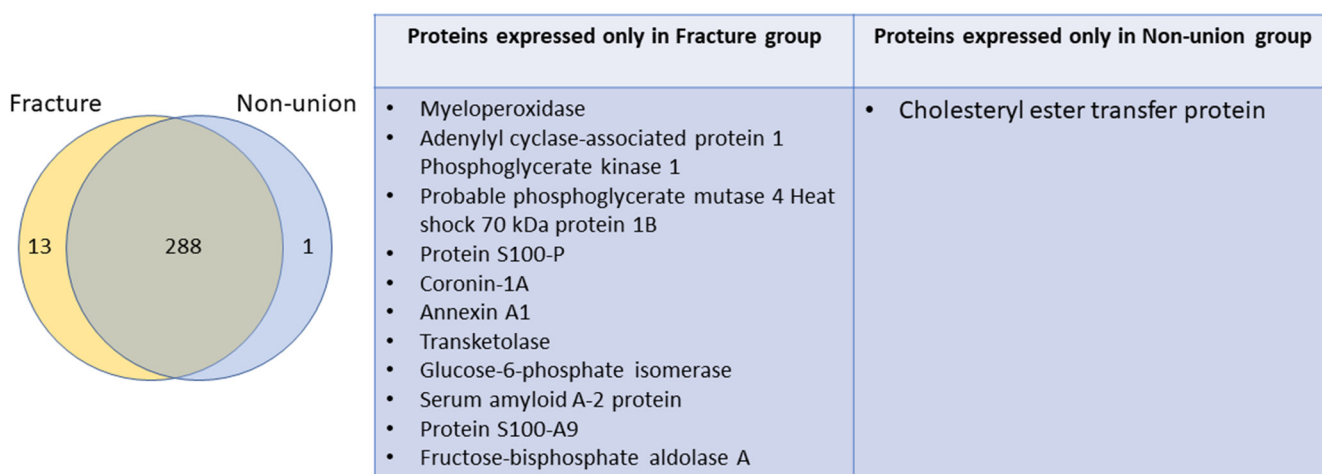 Fracture
Non-union
13
288
1
Proteins expressed only in Fracture group
Proteins expressed only in Non-union group
• Myeloperoxidase
• Adenylyl cyclase-associated protein 1
Phosphoglycerate kinase 1
• Probable phosphoglycerate mutase 4 Heat
shock 70 kDa protein 1B
• Protein S100-P
• Coronin-1A
• Annexin A1
• Transketolase
• Glucose-6-phosphate isomerase
• Serum amyloid A-2 protein
• Protein S100-A9
• Fructose-bisphosphate aldolase A
• Cholesteryl ester transfer protein